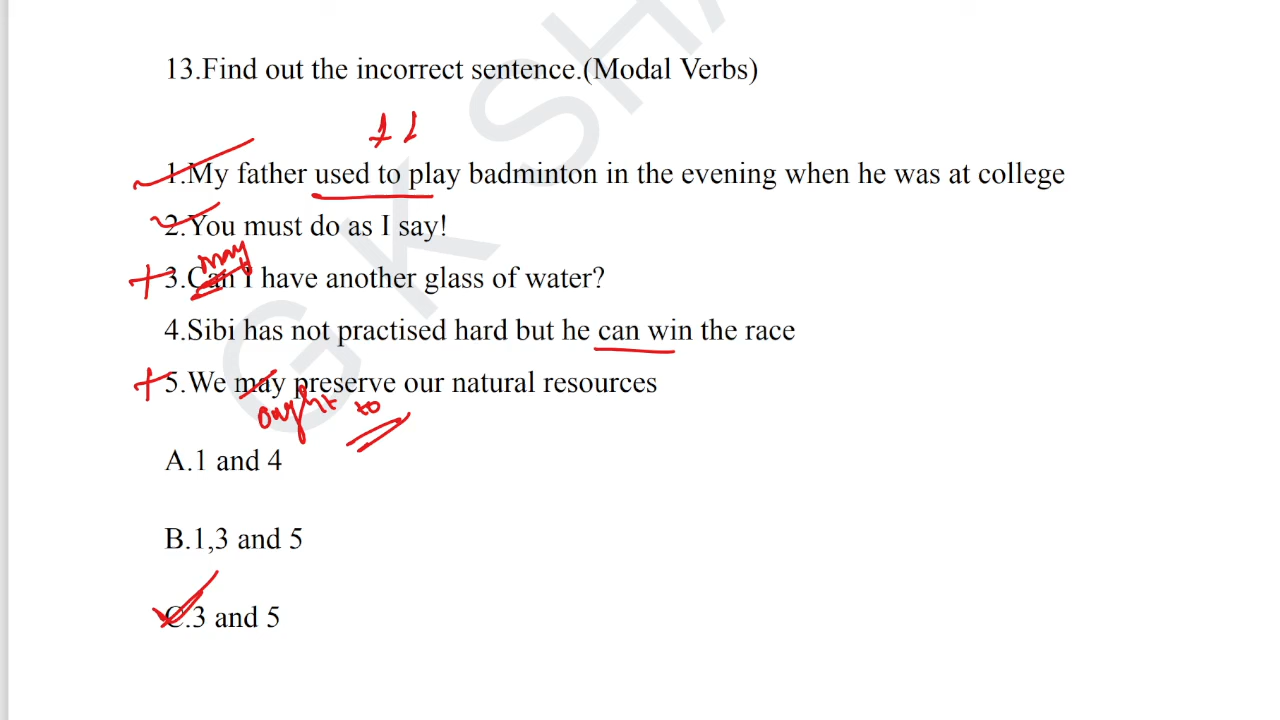 13.Find out the incorrect sentence.(Modal Verbs)
1.My father used to play badminton in the evening when he was at college
2.You must do as I say!
may
3.Can I have another glass of water?
4.Sibi has not practised hard but he can win the race
5.We may preserve our natural resources
ought to
A.1 and 4
B.1,3 and 5
C.3 and 5
G K SHA